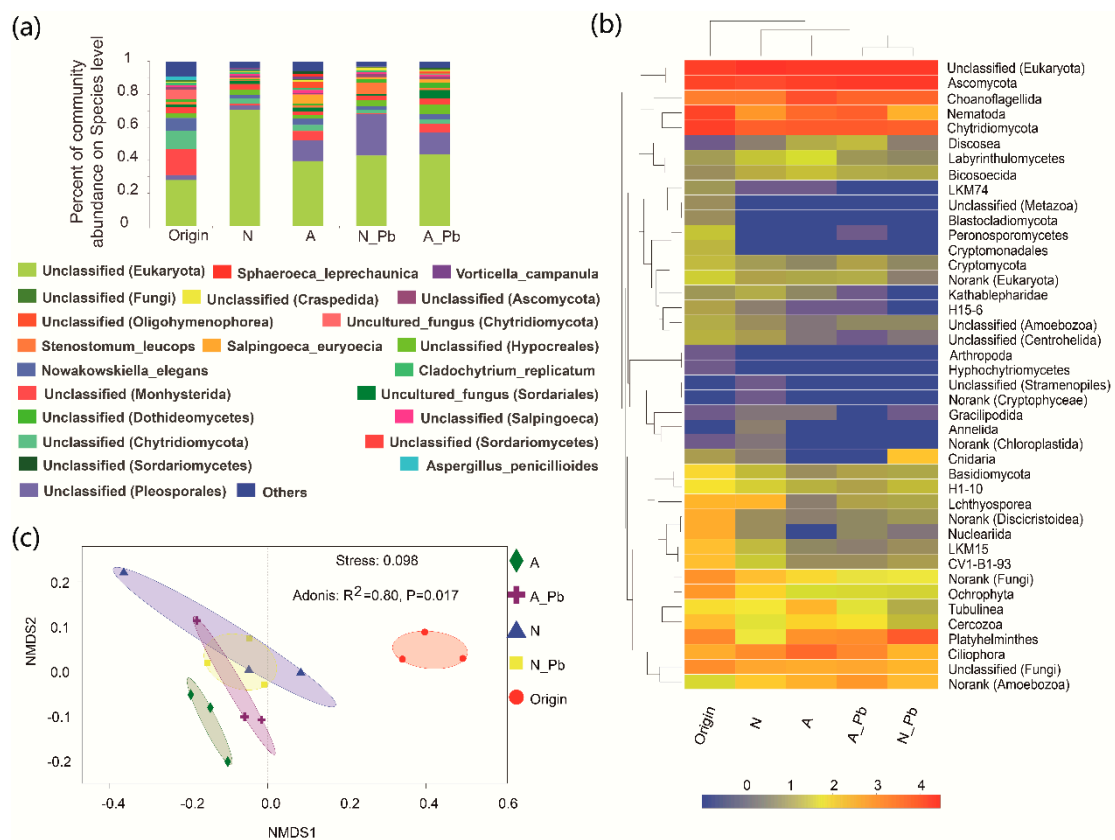 (a)
Percent of community
abundance on Species level
1
0.8
0.6
0.4
0.2
0
Origin
N
A
N_Pb
A_Pb
Unclassified (Eukaryota)
Sphaeroeca_leprechaunica
Vorticella_campanula
Unclassified (Fungi)
Unclassified (Craspedida)
Unclassified (Ascomycota)
Unclassified (Oligohymenophorea)
Uncultured_fungus (Chytridiomycota)
Stenostomum_leucops
Salpingoeca_euryoecia
Unclassified (Hypocreales)
Nowakowskiella_elegans
Cladochytrium_replicatum
Unclassified (Monhysterida)
Uncultured_fungus (Sordariales)
Unclassified (Dothideomycetes)
Unclassified (Salpingoeca)
Unclassified (Chytridiomycota)
Unclassified (Sordariomycetes)
Unclassified (Sordariomycetes)
Aspergillus_penicillioides
Unclassified (Pleosporales)
Others
(b)
Unclassified (Eukaryota)
Ascomycota
Choanoflagellida
Nematoda
Chytridiomycota
Discosea
Labyrinthulomycetes
Bicosoecida
LKM74
Unclassified (Metazoa)
Blastocladiomycota
Peronosporomycetes
Cryptomonadales
Cryptomycota
Norank (Eukaryota)
Kathablepharidae
H15-6
Unclassified (Amoebozoa)
Unclassified (Centrohelida)
Arthropoda
Hyphochytriomycetes
Unclassified (Stramenopiles)
Norank (Cryptophyceae)
Gracilipodida
Annelida
Norank (Chloroplastida)
Cnidaria
Basidiomycota
H1-10
Lchthyosporea
Norank (Discicristoidea)
Nucleariida
LKM15
CV1-B1-93
Norank (Fungi)
Ochrophyta
Tubulinea
Cercozoa
Platyhelminthes
Ciliophora
Unclassified (Fungi)
Norank (Amoebozoa)
Origin
N
A
A_Pb
N_Pb
0
1
2
3
4
(c)
Stress: 0.098
Adonis: R2=0.80, P=0.017
A
A_Pb
N
N_Pb
Origin
NMDS2
0.2
0.1
0.0
-0.1
-0.2
-0.4
-0.2
0.0
0.2
0.4
0.6
NMDS1